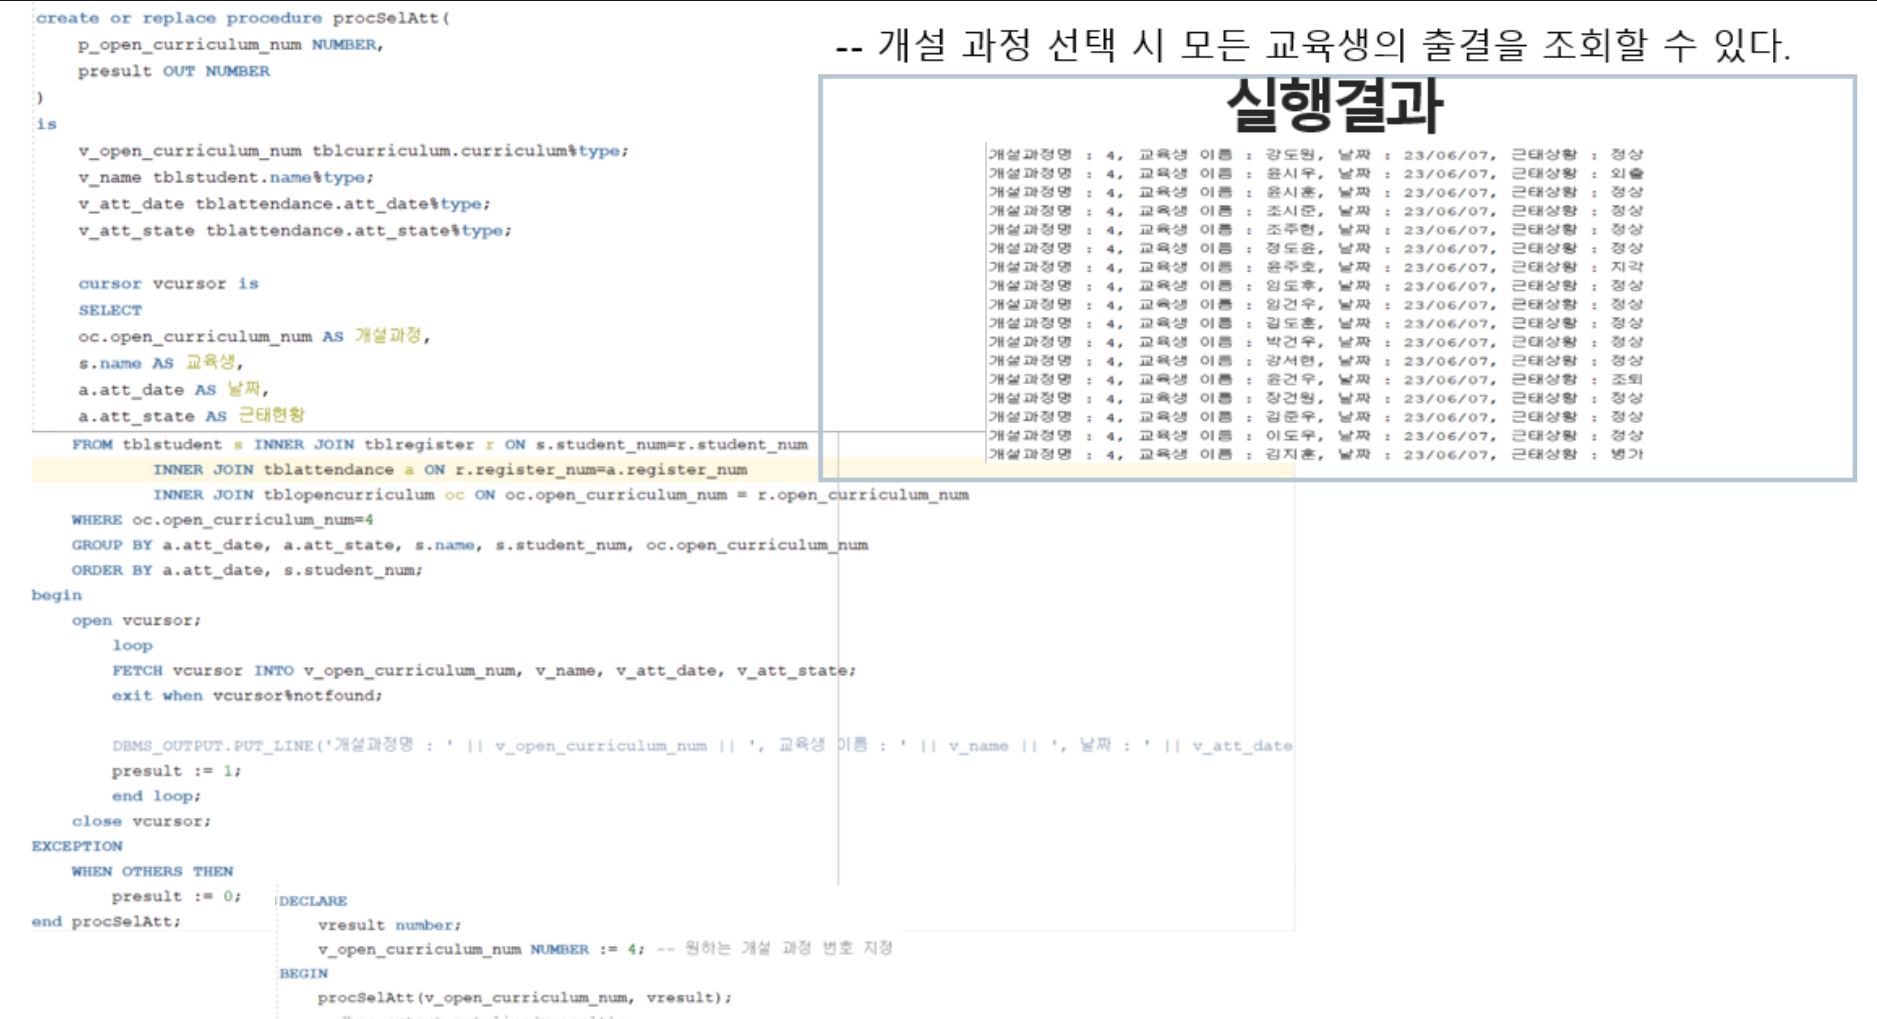 create or replace procedure procSelAtt(
p_open_curriculum_num NUMBER,
presult OUT NUMBER
)
is
v_open_curriculum_num tblcurriculum.curriculum%type;
v_name tblstudent.name%type;
v_att_date tblattendance.att_date%type;
v_att_state tblattendance.att_state%type;
cursor vcursor is
SELECT
oc.open_curriculum_num AS 개설과정,
s.name AS 교육생,
a.att_date AS 날짜,
a.att_state AS 근태현황
FROM tblstudent s INNER JOIN tblregister r ON s.student_num=r.student_num
INNER JOIN tblattendance a ON r.register_num=a.register_num
INNER JOIN tblopencurriculum oc ON oc.open_curriculum_num = r.open_curriculum_num
WHERE oc.open_curriculum_num=4
GROUP BY a.att_date, a.att_state, s.name, s.student_num, oc.open_curriculum_num
ORDER BY a.att_date, s.student_num;
begin
open vcursor;
loop
FETCH vcursor INTO v_open_curriculum_num, v_name, v_att_date, v_att_state;
exit when vcursor%notfound;
DBMS_OUTPUT.PUT_LINE('개설과정명 : ' || v_open_curriculum_num || ', 교육생 이름 : ' || v_name || ', 날짜 : ' || v_att_date
presult := 1;
end loop;
close vcursor;
EXCEPTION
WHEN OTHERS THEN
presult := 0;
end procSelAtt;
DECLARE
vresult number;
v_open_curriculum_num NUMBER := 4; -- 원하는 개설 과정 번호 지정
BEGIN
procSelAtt(v_open_curriculum_num, vresult);
-- 개설 과정 선택 시 모든 교육생의 출결을 조회할 수 있다.
실행결과
개설과정명 : 4, 교육생 이름 : 강도원, 날짜 : 23/06/07, 근태상황 : 정상
개설과정명 : 4, 교육생 이름 : 윤시우, 날짜 : 23/06/07, 근태상황 : 외출
개설과정명 : 4, 교육생 이름 : 윤시훈, 날짜 : 23/06/07, 근태상황 : 정상
개설과정명 : 4, 교육생 이름 : 조시준, 날짜 : 23/06/07, 근태상황 : 정상
개설과정명 : 4, 교육생 이름 : 조주현, 날짜 : 23/06/07, 근태상황 : 정상
개설과정명 : 4, 교육생 이름 : 정도윤, 날짜 : 23/06/07, 근태상황 : 정상
개설과정명 : 4, 교육생 이름 : 윤주호, 날짜 : 23/06/07, 근태상황 : 지각
개설과정명 : 4, 교육생 이름 : 임도후, 날짜 : 23/06/07, 근태상황 : 정상
개설과정명 : 4, 교육생 이름 : 임건우, 날짜 : 23/06/07, 근태상황 : 정상
개설과정명 : 4, 교육생 이름 : 김도훈, 날짜 : 23/06/07, 근태상황 : 정상
개설과정명 : 4, 교육생 이름 : 박건우, 날짜 : 23/06/07, 근태상황 : 정상
개설과정명 : 4, 교육생 이름 : 강서현, 날짜 : 23/06/07, 근태상황 : 정상
개설과정명 : 4, 교육생 이름 : 윤건우, 날짜 : 23/06/07, 근태상황 : 조퇴
개설과정명 : 4, 교육생 이름 : 장건원, 날짜 : 23/06/07, 근태상황 : 정상
개설과정명 : 4, 교육생 이름 : 김준우, 날짜 : 23/06/07, 근태상황 : 정상
개설과정명 : 4, 교육생 이름 : 이도우, 날짜 : 23/06/07, 근태상황 : 정상
개설과정명 : 4, 교육생 이름 : 김지훈, 날짜 : 23/06/07, 근태상황 : 병가